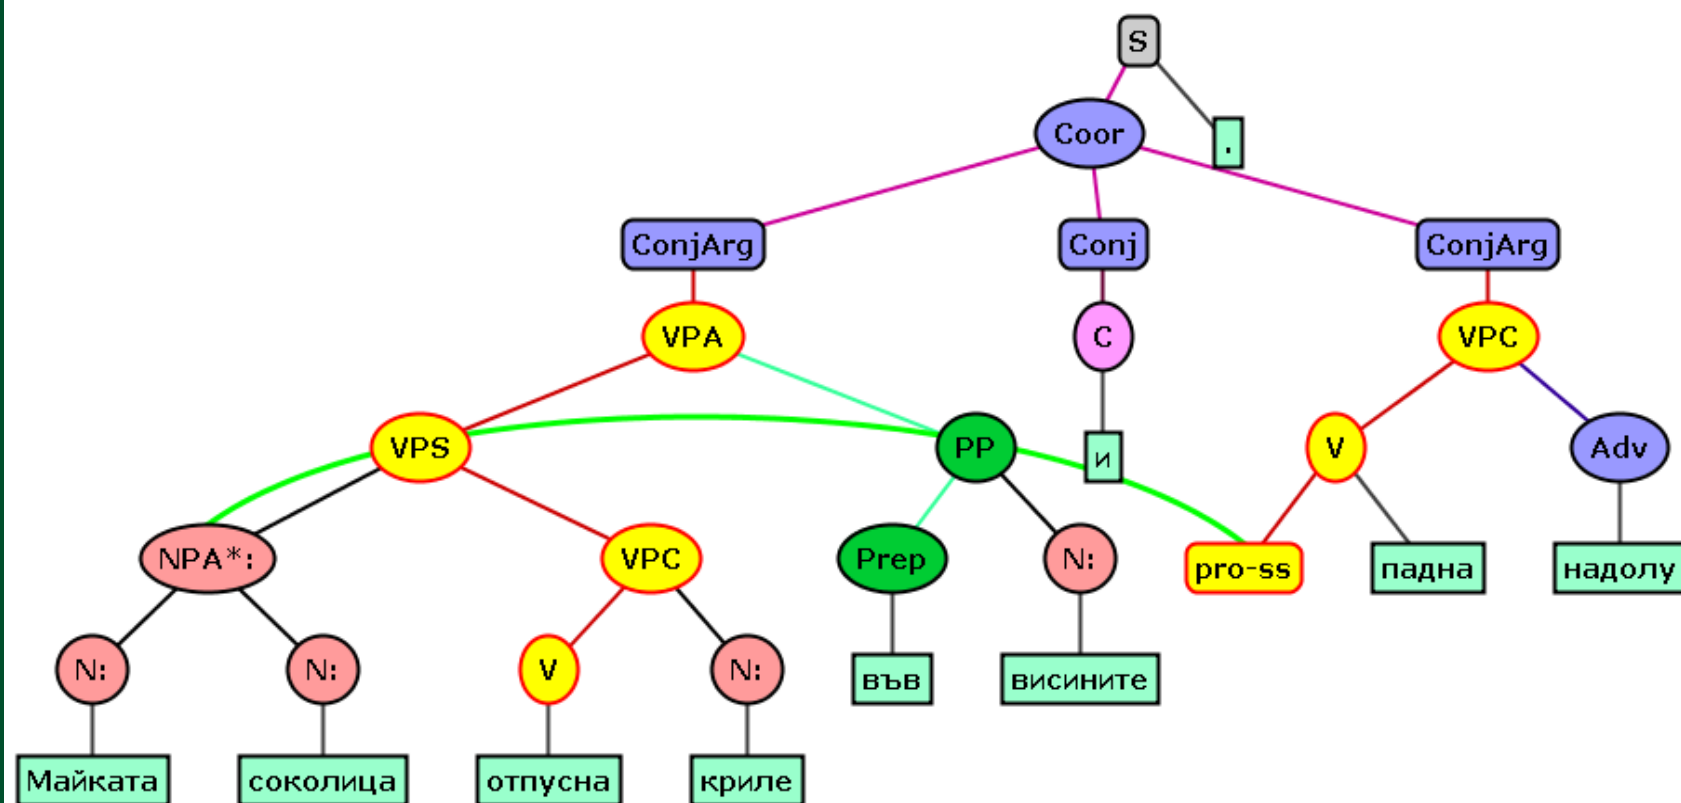 S
Coor
.
ConjArg Conj ConjArg
VPA C VPC
VPS PP и V Adv
NPA*: VPC Prep N: pro-ss падна надолу
N: N: V N: във висините
Майката соколица отпусна криле